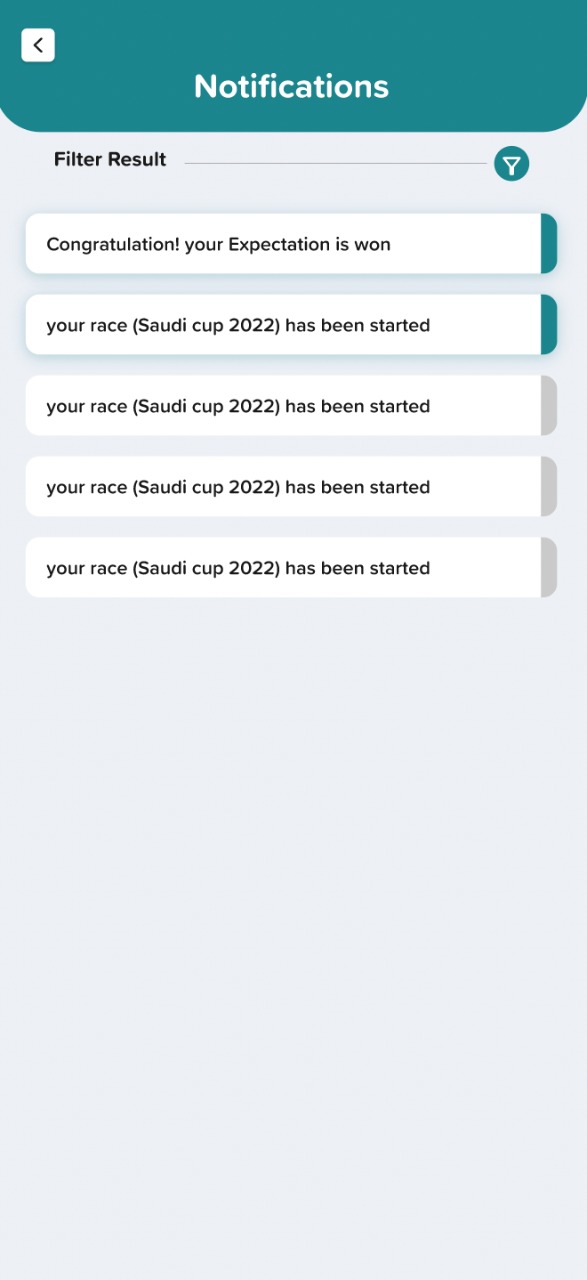 Notifications
Filter Result
Congratulation! your Expectation is won
your race (Saudi cup 2022) has been started
your race (Saudi cup 2022) has been started
your race (Saudi cup 2022) has been started
your race (Saudi cup 2022) has been started